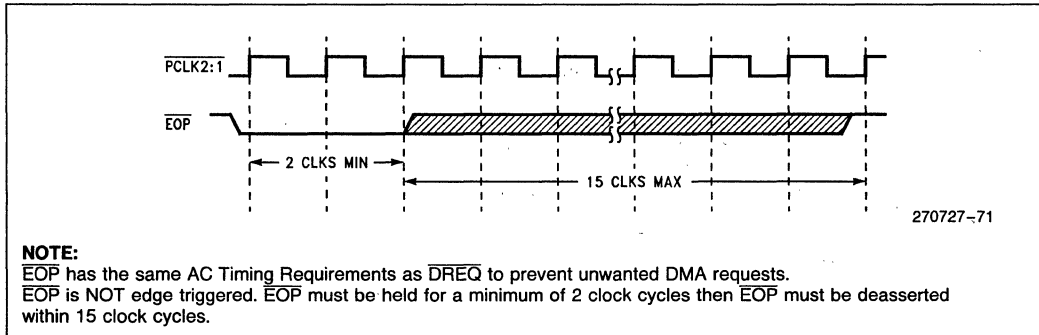 PCLK2:1
EOP
2 CLKS MIN
15 CLKS MAX
270727-71
NOTE:
EOP has the same AC Timing Requirements as DREQ to prevent unwanted DMA requests.
EOP is NOT edge triggered. EOP must be held for a minimum of 2 clock cycles then EOP must be deasserted
within 15 clock cycles.